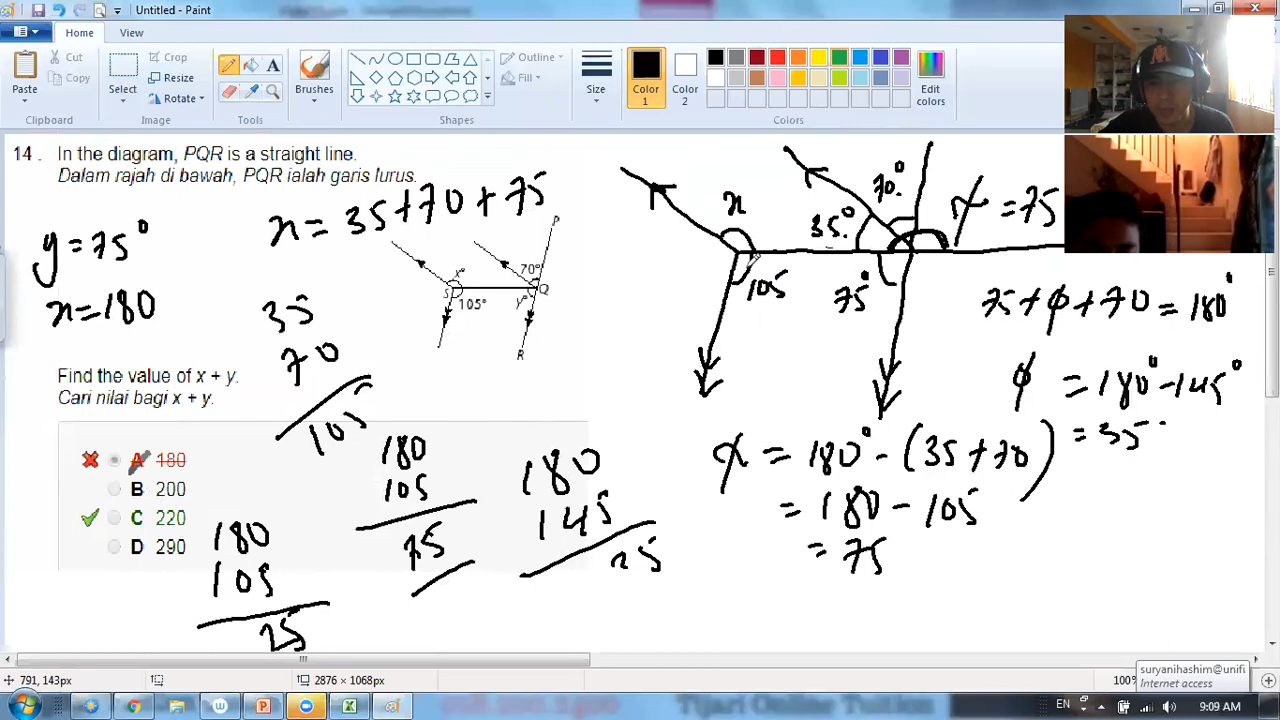 Untitled - Paint
Home View
Paste
Cut
Copy
Clipboard
Select
Crop
Resize
Rotate
Image
Tools
Brushes
Shapes
Outline
Fill
Size
Color 1
Color 2
Edit colors
Colors
14 . In the diagram, PQR is a straight line.
Dalam rajah di bawah, PQR ialah garis lurus.
x = 35+70+75
y = 75°
x = 180
P
x°
70°
S
Q
105°
y°
R
35
70
105
Find the value of x + y.
Cari nilai bagi x + y.
A 180
B 200
C 220
D 290
180
105
75
180
105
75
180
145
35
x
35°
70°
= 75
105
75°
75+ϕ+70 = 180°
ϕ = 180°-145°
= 35
= 180° - (35+70)
= 180 - 105
= 75
791, 143px
2876 × 1068px
100%
suryanihashim@unifi
Internet access
EN
9:09 AM